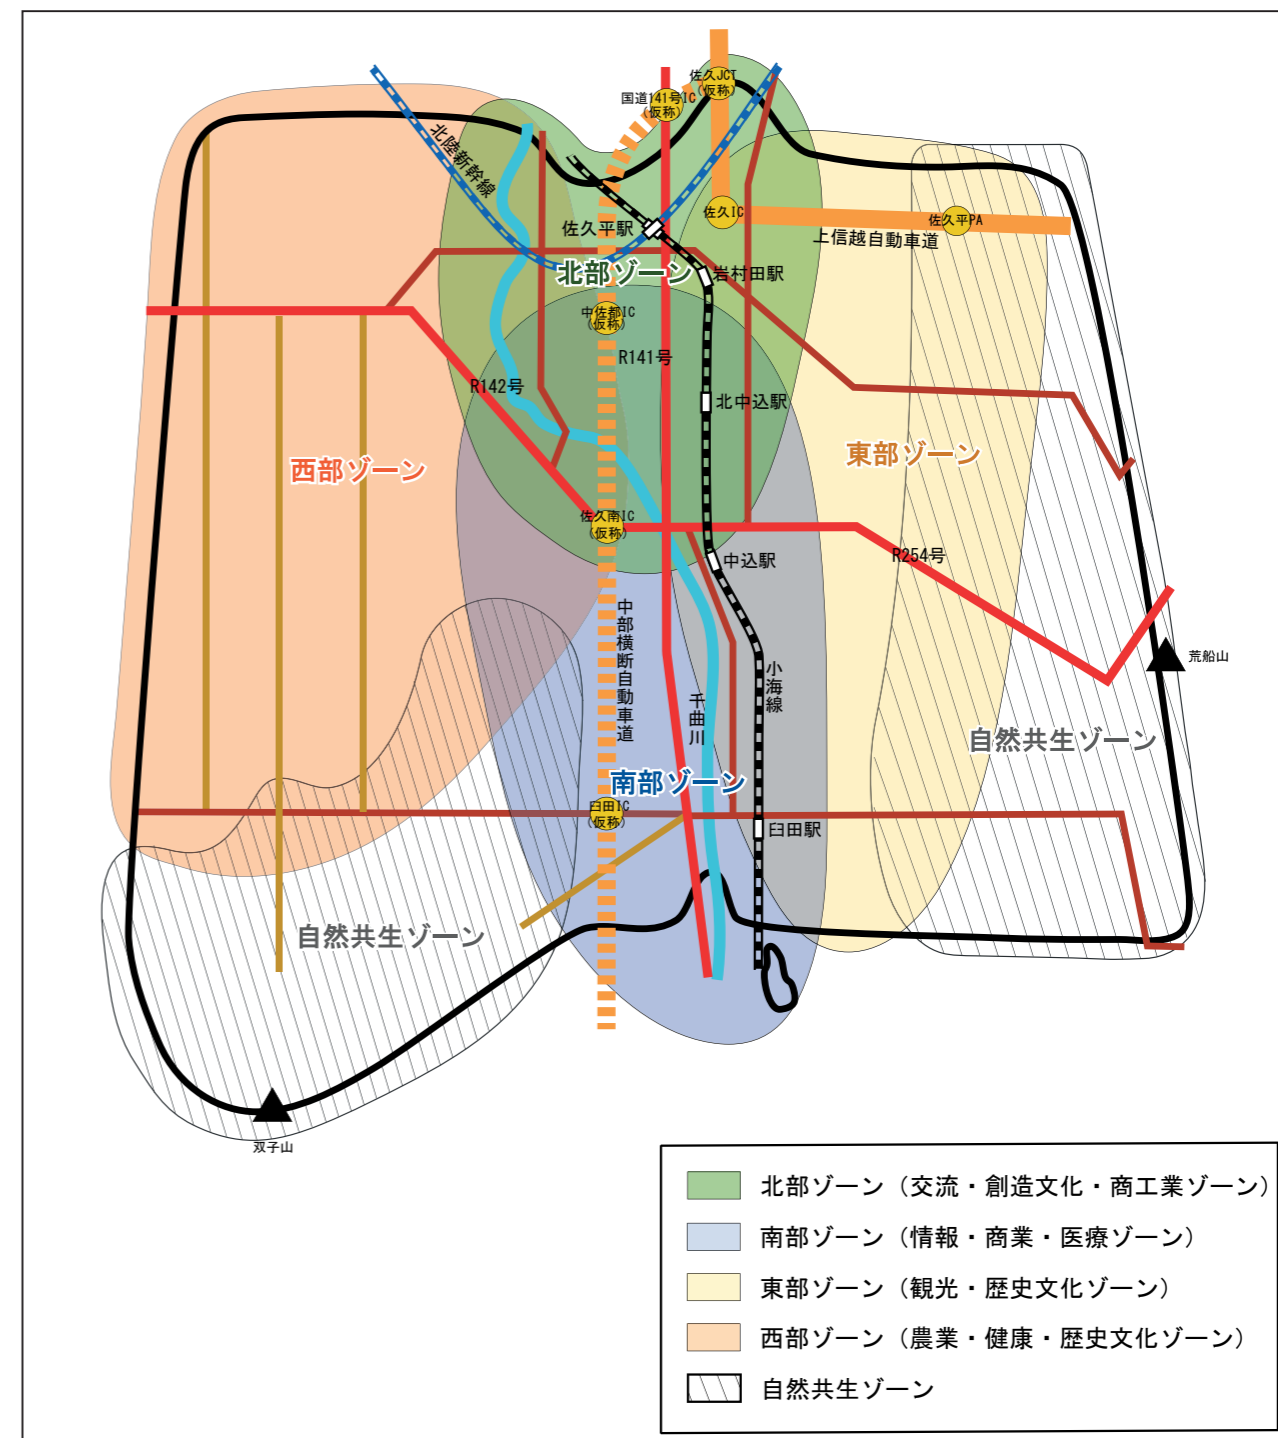 佐久JCT
(仮称)
国道141号IC
(仮称)
北陸新幹線
佐久IC
佐久平PA
佐久平駅
上信越自動車道
北部ゾーン
岩村田駅
中佐都IC
(仮称)
R141号
R142号
北中込駅
西部ゾーン
東部ゾーン
佐久南IC
(仮称)
中込駅
R254号
中部横断自動車道
小海線
千曲川
荒船山
自然共生ゾーン
南部ゾーン
臼田IC
(仮称)
臼田駅
自然共生ゾーン
双子山
北部ゾーン（交流・創造文化・商工業ゾーン）
南部ゾーン（情報・商業・医療ゾーン）
東部ゾーン（観光・歴史文化ゾーン）
西部ゾーン（農業・健康・歴史文化ゾーン）
自然共生ゾーン